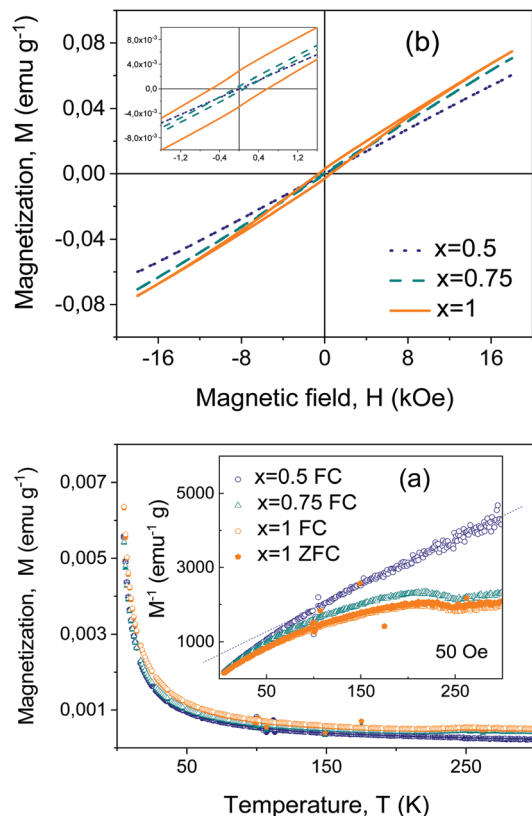 8,0x10⁻³
4,0x10⁻³
0,0
-4,0x10⁻³
-8,0x10⁻³
-1,2 -0,4 0,4 1,2
(b)
Magnetization, M (emu g⁻¹)
0,08
0,04
0,00
-0,04
-0,08
x=0.5
x=0.75
x=1
-16 -8 0 8 16
Magnetic field, H (kOe)
Magnetization, M (emu g⁻¹)
0,007
0,006
0,004
0,003
0,001
(a)
x=0.5 FC
x=0.75 FC
x=1 FC
x=1 ZFC
M⁻¹ (emu⁻¹ g)
5000
3000
1000
50 Oe
50 150 250
50 150 250
Temperature, T (K)